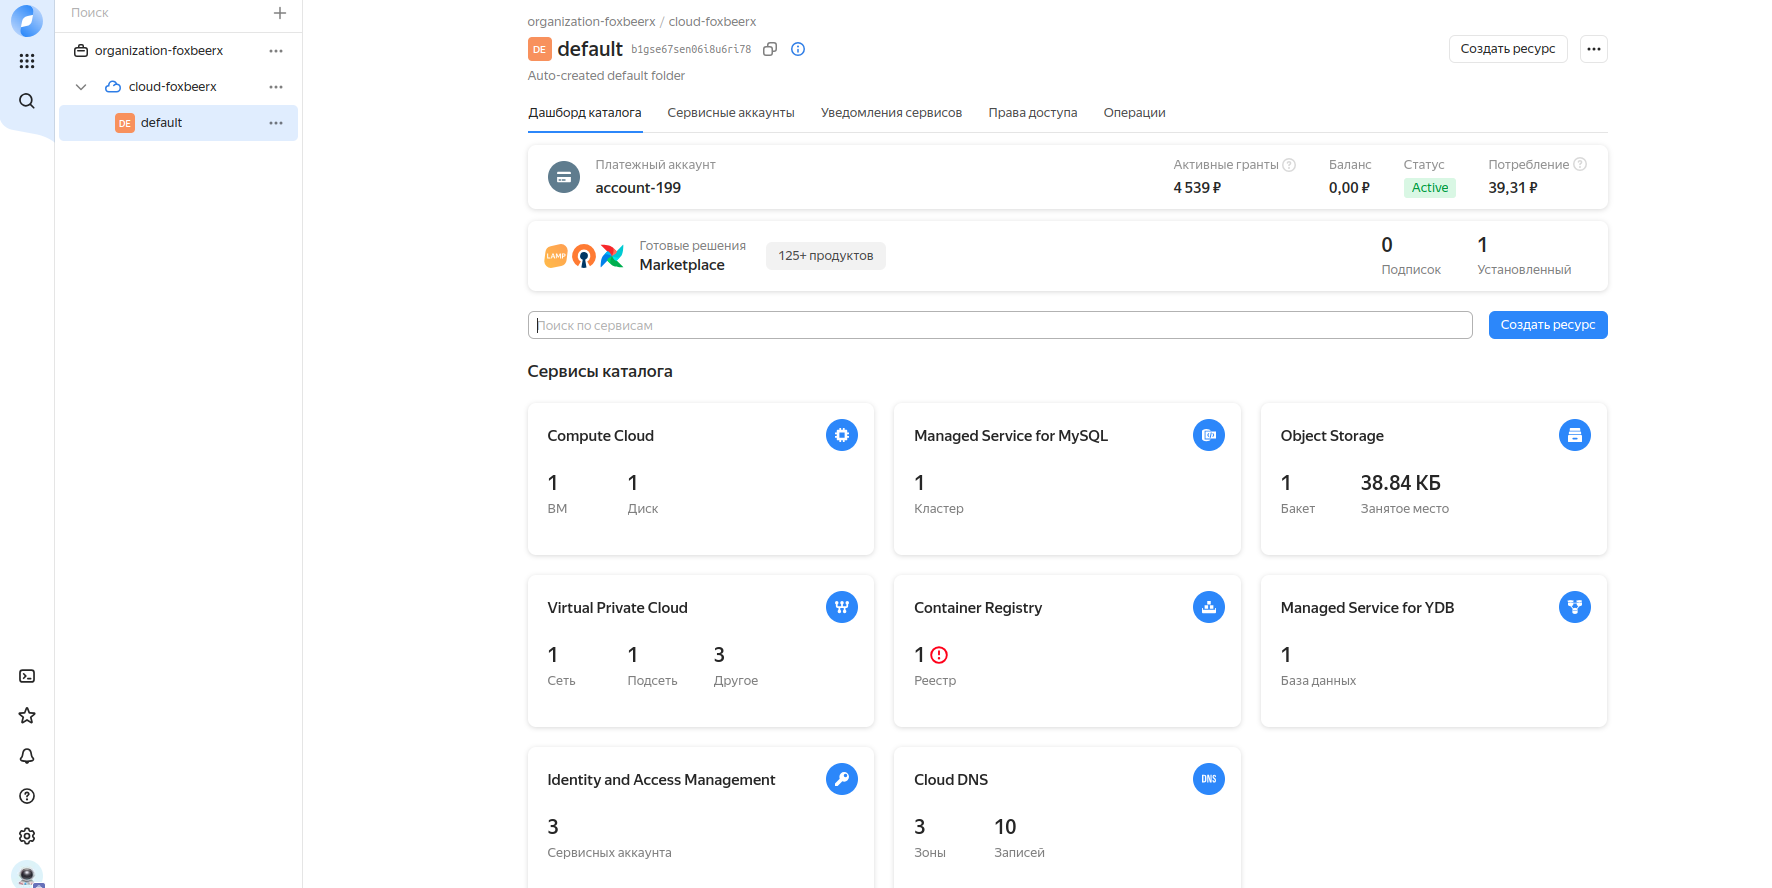 Поиск
organization-foxbeerx
cloud-foxbeerx
DE default
organization-foxbeerx / cloud-foxbeerx
DE default b1gse67sen06i8u6ri78
Создать ресурс
Auto-created default folder
Дашборд каталога
Сервисные аккаунты
Уведомления сервисов
Права доступа
Операции
Платежный аккаунт
account-199
Активные гранты
4 539 ₽
Баланс
0,00 ₽
Статус
Active
Потребление
39,31 ₽
LAMP
Готовые решения
Marketplace
125+ продуктов
0
Подписок
1
Установленный
Поиск по сервисам
Создать ресурс
Сервисы каталога
Compute Cloud
1
ВМ
1
Диск
Managed Service for MySQL
1
Кластер
Object Storage
1
Бакет
38.84 КБ
Занятое место
Virtual Private Cloud
1
Сеть
1
Подсеть
3
Другое
Container Registry
1
Реестр
Managed Service for YDB
1
База данных
Identity and Access Management
3
Сервисных аккаунта
Cloud DNS
DNS
3
Зоны
10
Записей